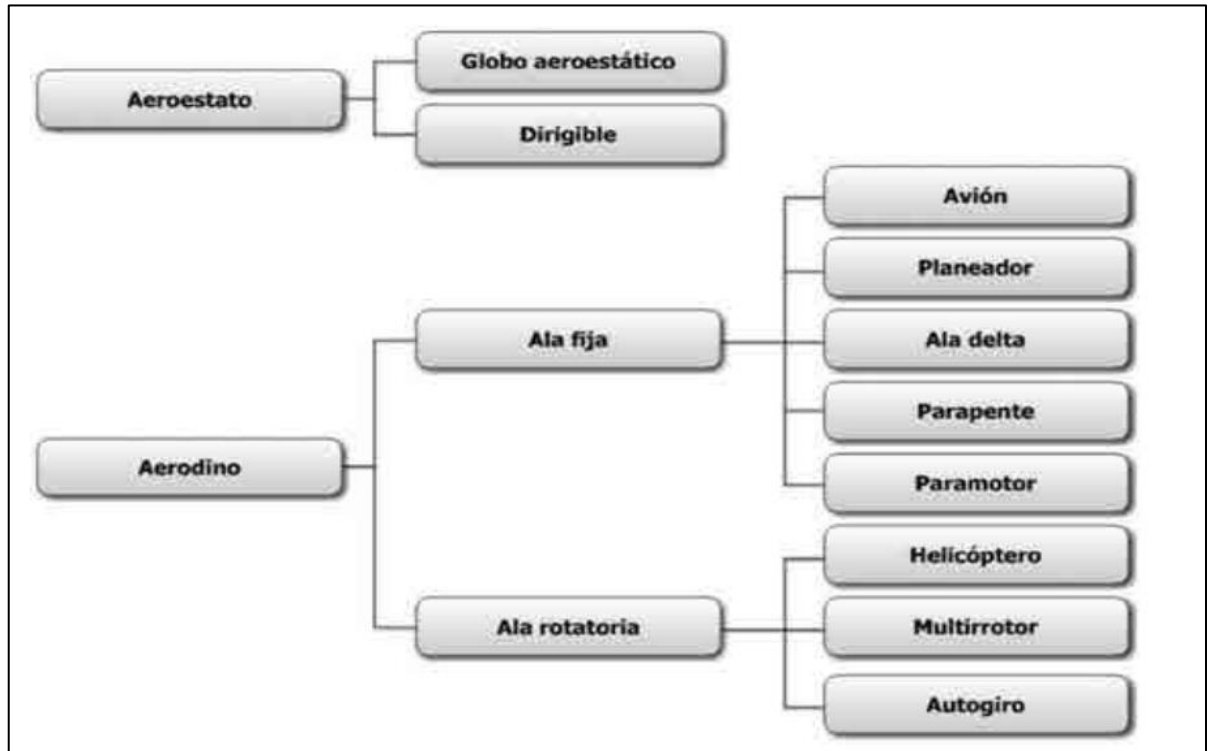 Aeroestato
Globo aeroestático
Dirigible
Aerodino
Ala fija
Avión
Planeador
Ala delta
Parapente
Paramotor
Ala rotatoria
Helicóptero
Multirrotor
Autogiro